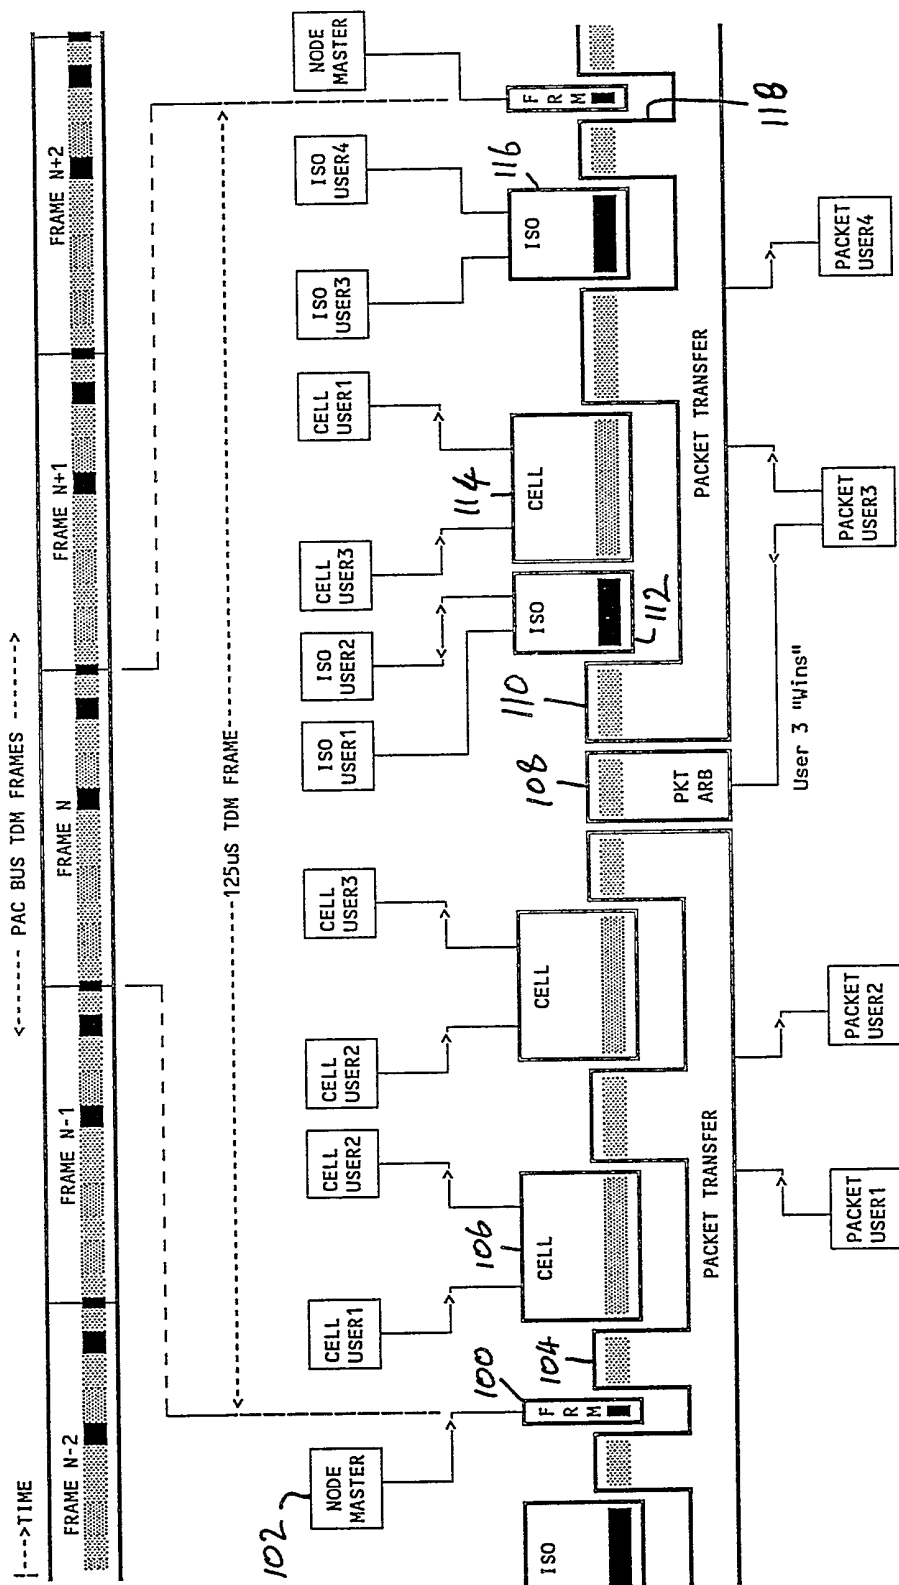 |--->TIME
<------ PAC BUS TDM FRAMES ------>
FRAME N-2
FRAME N-1
FRAME N
FRAME N+1
FRAME N+2
125uS TDM FRAME
102
NODE
MASTER
CELL
USER1
CELL
USER2
CELL
USER2
CELL
USER3
ISO
USER1
ISO
USER2
CELL
USER3
CELL
USER1
ISO
USER3
ISO
USER4
NODE
MASTER
ISO
100
F
R
M
104
106
CELL
CELL
108
PKT
ARB
110
ISO
112
114
CELL
ISO
116
F
R
M
118
PACKET TRANSFER
PACKET TRANSFER
User 3 "Wins"
PACKET
USER1
PACKET
USER2
PACKET
USER3
PACKET
USER4